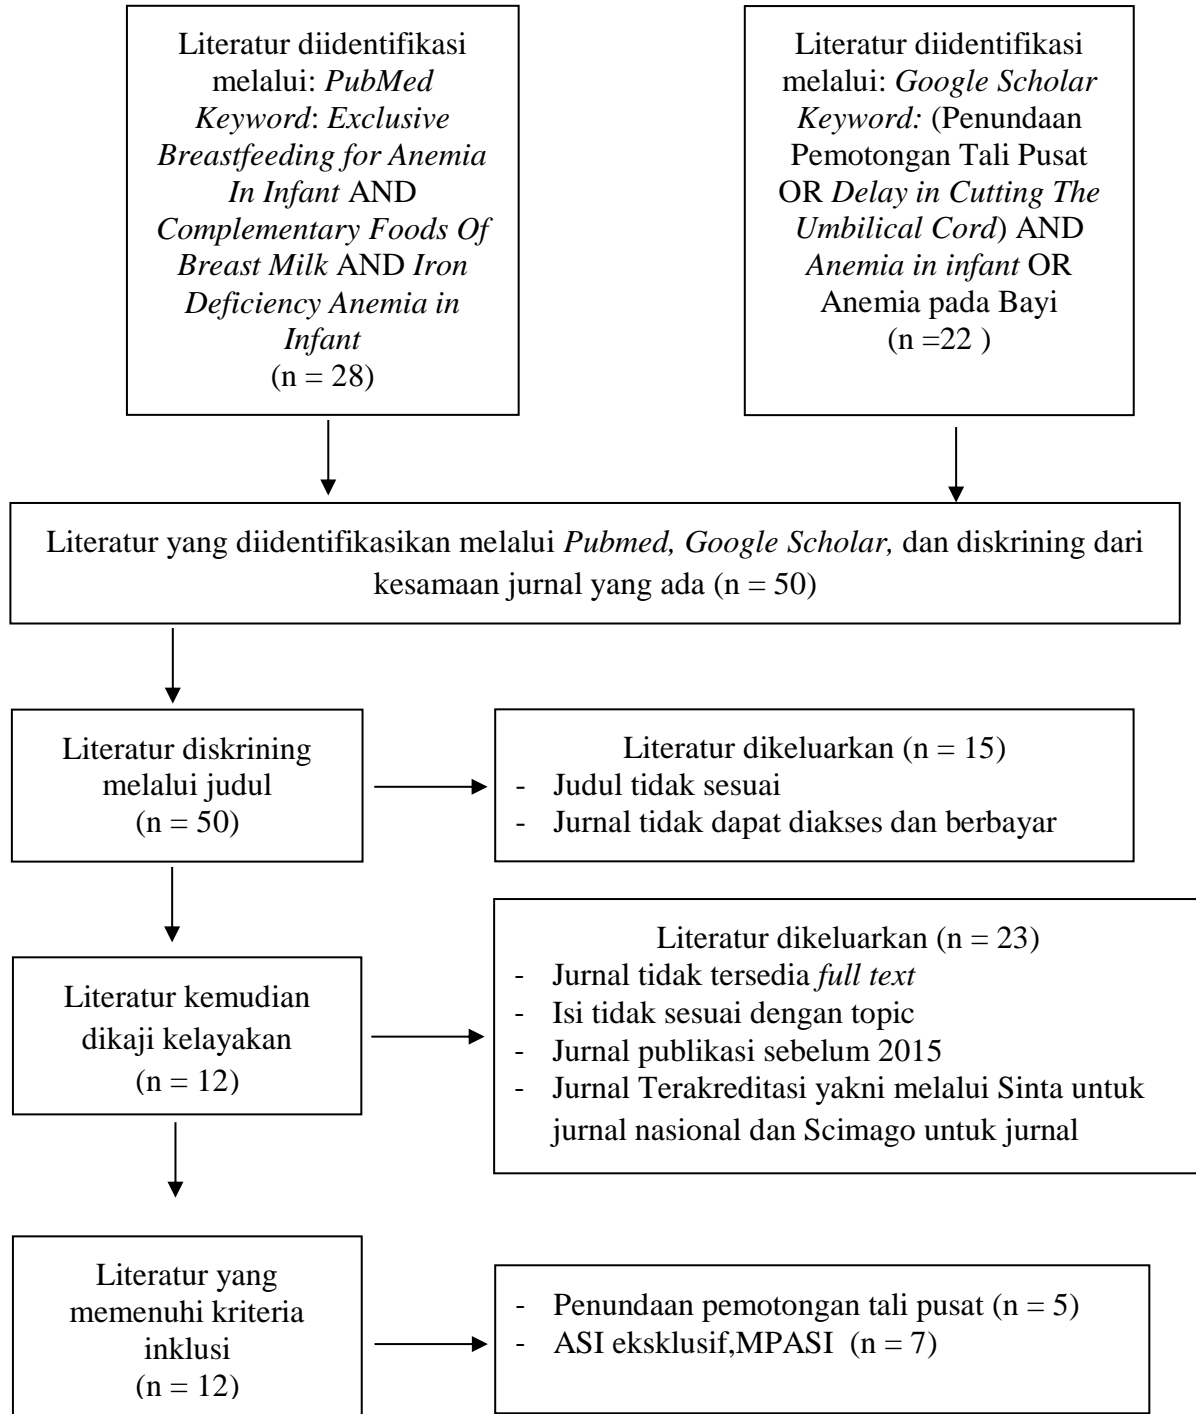 Literatur diidentifikasi
melalui: PubMed
Keyword: Exclusive
Breastfeeding for Anemia
In Infant AND
Complementary Foods Of
Breast Milk AND Iron
Deficiency Anemia in
Infant
(n = 28)
Literatur diidentifikasi
melalui: Google Scholar
Keyword: (Penundaan
Pemotongan Tali Pusat
OR Delay in Cutting The
Umbilical Cord) AND
Anemia in infant OR
Anemia pada Bayi
(n =22 )
Literatur yang diidentifikasikan melalui Pubmed, Google Scholar, dan diskrining dari
kesamaan jurnal yang ada (n = 50)
Literatur diskrining
melalui judul
(n = 50)
Literatur dikeluarkan (n = 15)
- Judul tidak sesuai
- Jurnal tidak dapat diakses dan berbayar
Literatur kemudian
dikaji kelayakan
(n = 12)
Literatur dikeluarkan (n = 23)
- Jurnal tidak tersedia full text
- Isi tidak sesuai dengan topic
- Jurnal publikasi sebelum 2015
- Jurnal Terakreditasi yakni melalui Sinta untuk
jurnal nasional dan Scimago untuk jurnal
Literatur yang
memenuhi kriteria
inklusi
(n = 12)
- Penundaan pemotongan tali pusat (n = 5)
- ASI eksklusif,MPASI (n = 7)